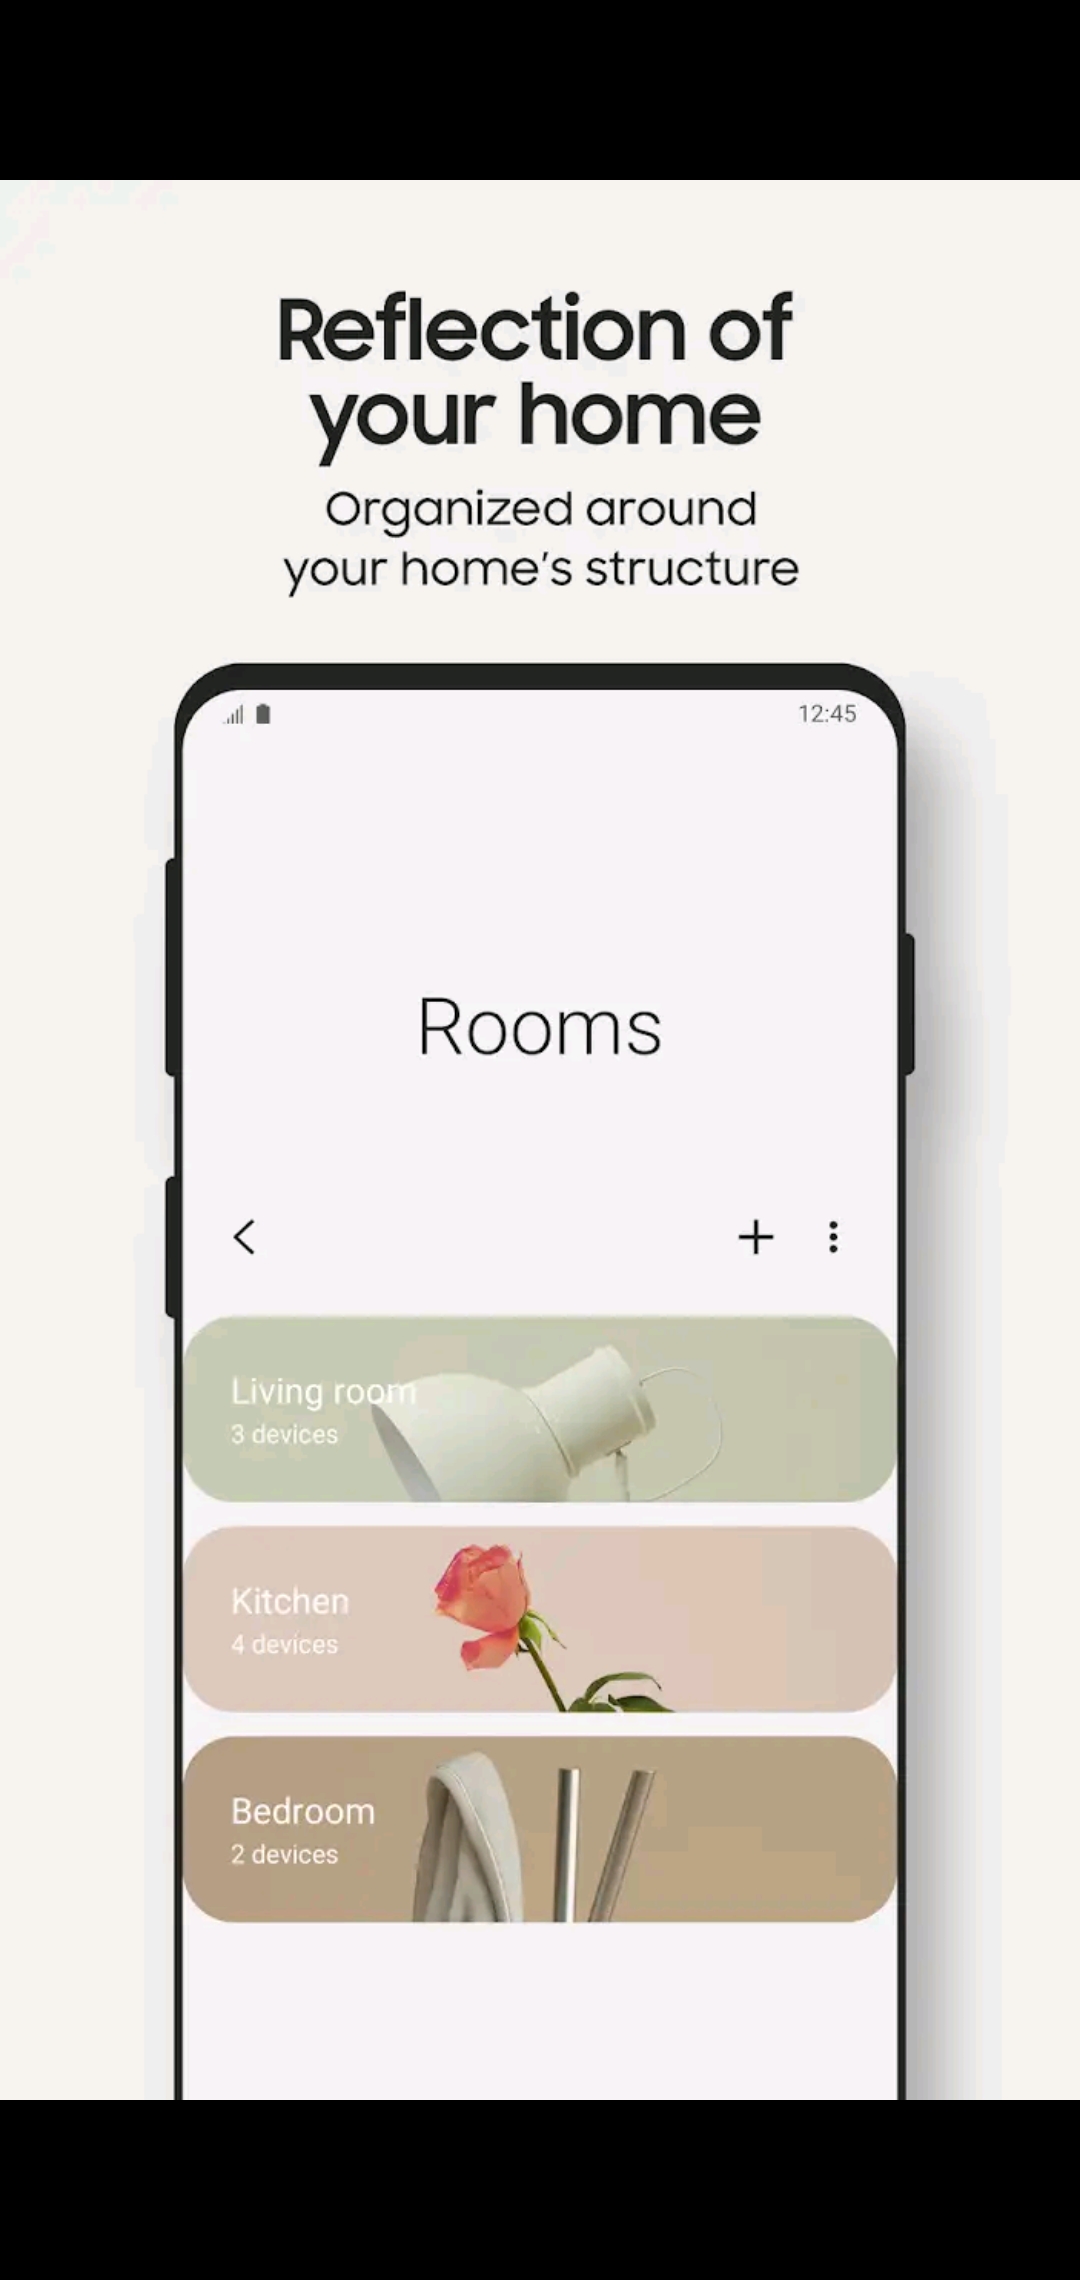 Reflection of
your home
Organized around
your home's structure
12:45
Rooms
Living room
3 devices
Kitchen
4 devices
Bedroom
2 devices